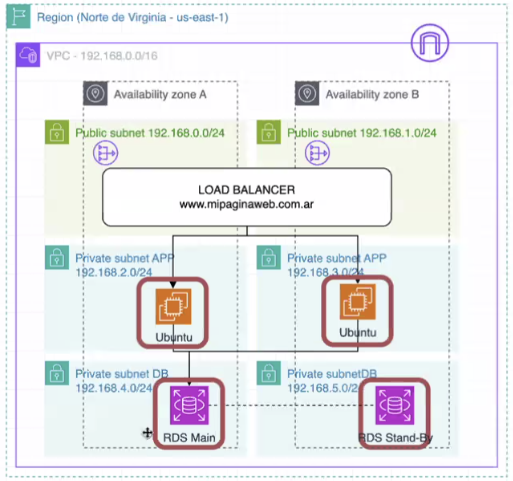 Region (Norte de Virginia - us-east-1)
VPC - 192.168.0.0/16
Availability zone A
Availability zone B
Public subnet 192.168.0.0/24
Public subnet 192.168.1.0/24
LOAD BALANCER
www.mipaginaweb.com.ar
Private subnet APP
192.168.2.0/24
Private subnet APP
192.168.3.0/24
Ubuntu
Ubuntu
Private subnet DB
192.168.4.0/24
Private subnetDB
192.168.5.0/24
RDS Main
RDS Stand-By